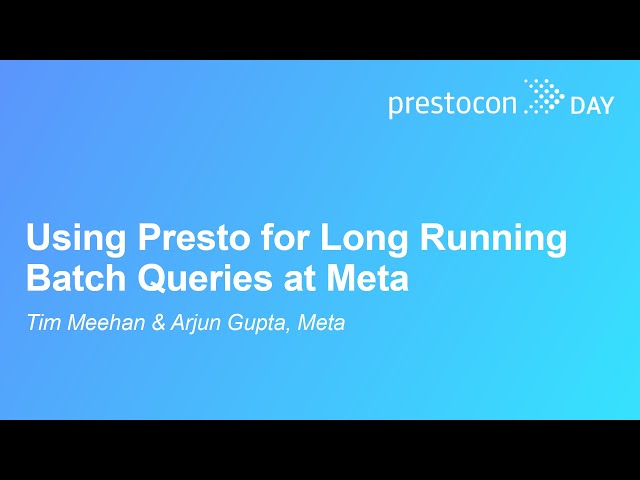 prestocon DAY
Using Presto for Long Running
Batch Queries at Meta
Tim Meehan & Arjun Gupta, Meta